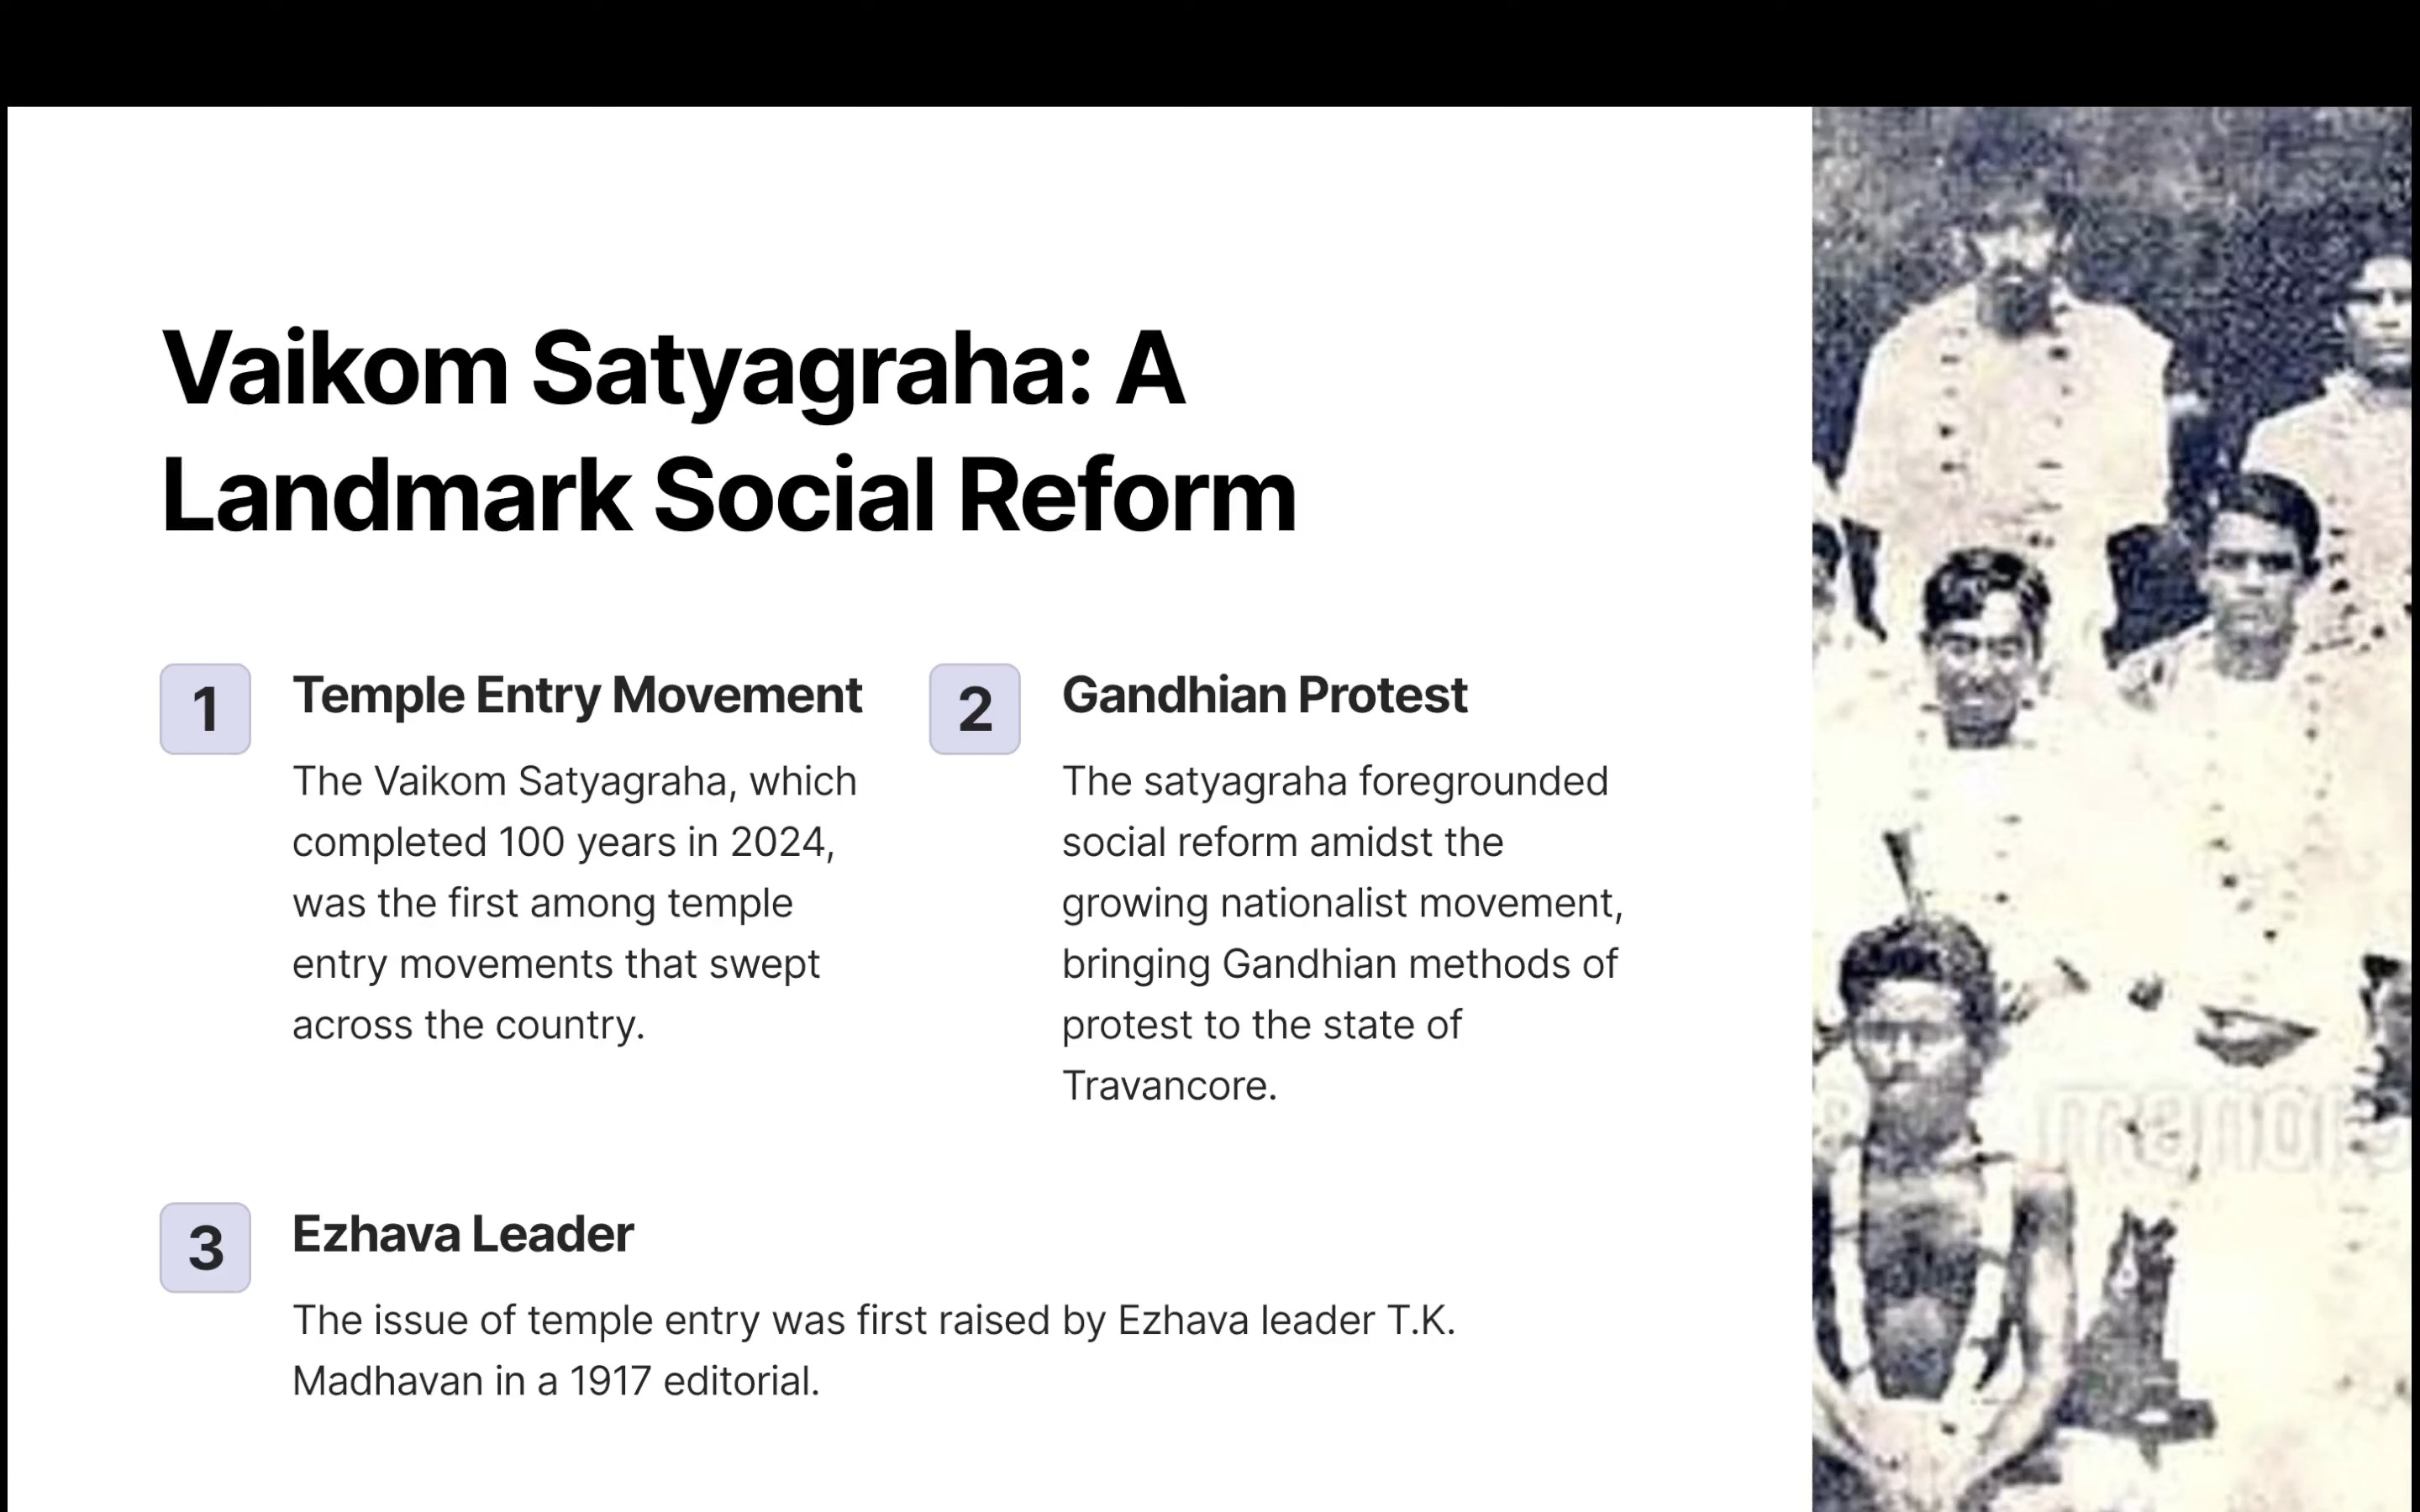 Vaikom Satyagraha: A
Landmark Social Reform
1
Temple Entry Movement
The Vaikom Satyagraha, which
completed 100 years in 2024,
was the first among temple
entry movements that swept
across the country.
2
Gandhian Protest
The satyagraha foregrounded
social reform amidst the
growing nationalist movement,
bringing Gandhian methods of
protest to the state of
Travancore.
3
Ezhava Leader
The issue of temple entry was first raised by Ezhava leader T.K.
Madhavan in a 1917 editorial.